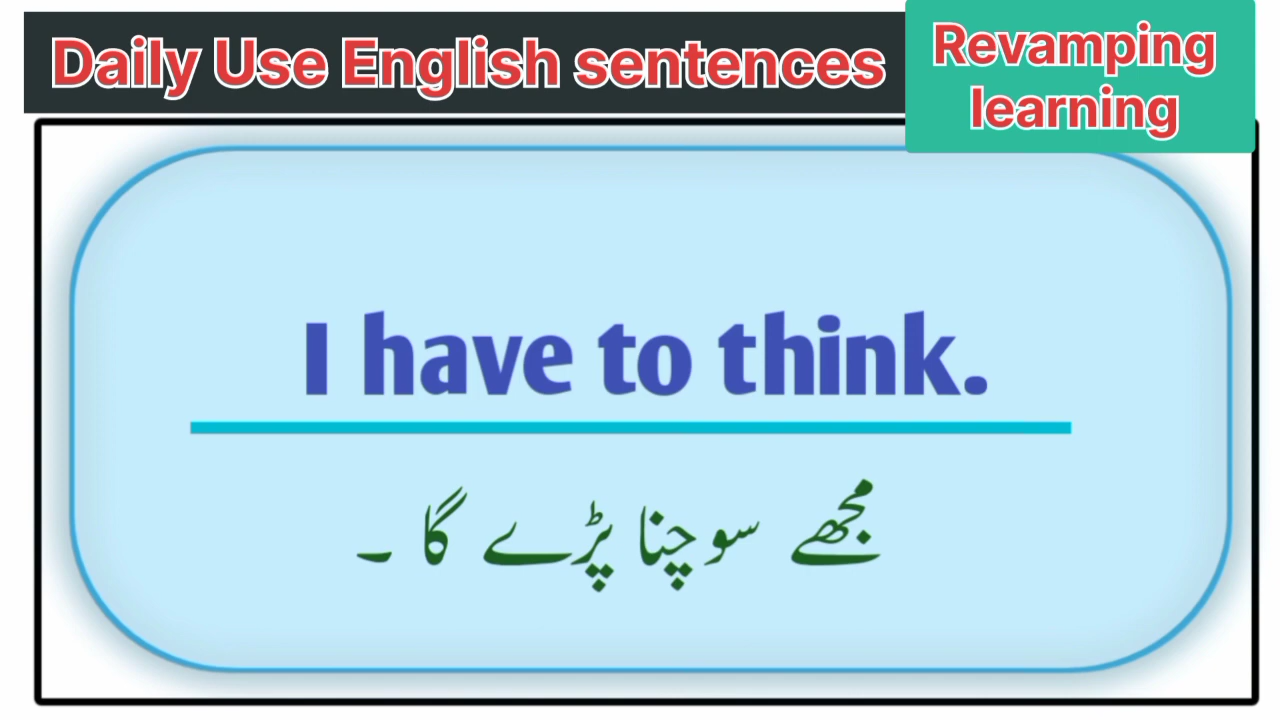 Daily Use English sentences
Revamping
learning
I have to think.
مجھے سوچنا پڑے گا ۔